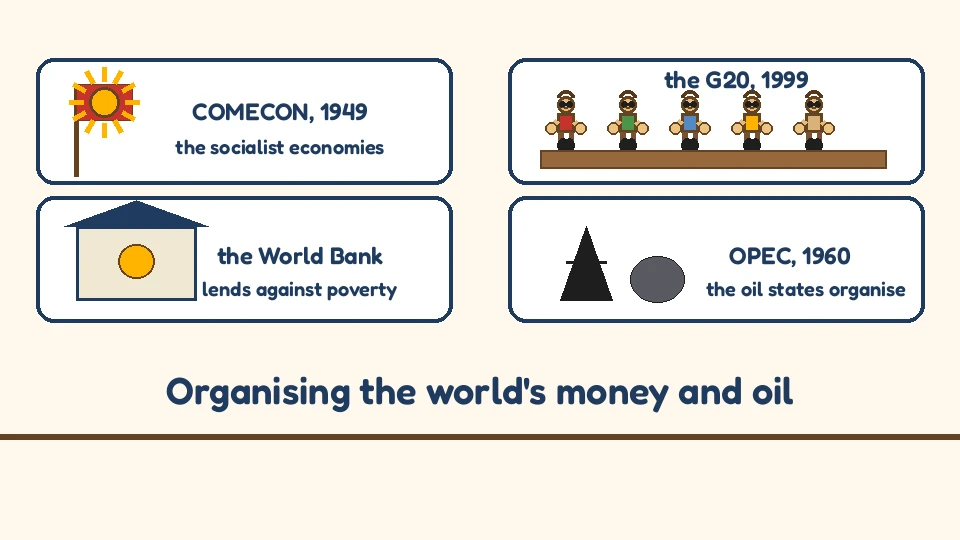 COMECON, 1949
the socialist economies
the G20, 1999
the World Bank
lends against poverty
OPEC, 1960
the oil states organise
Organising the world's money and oil